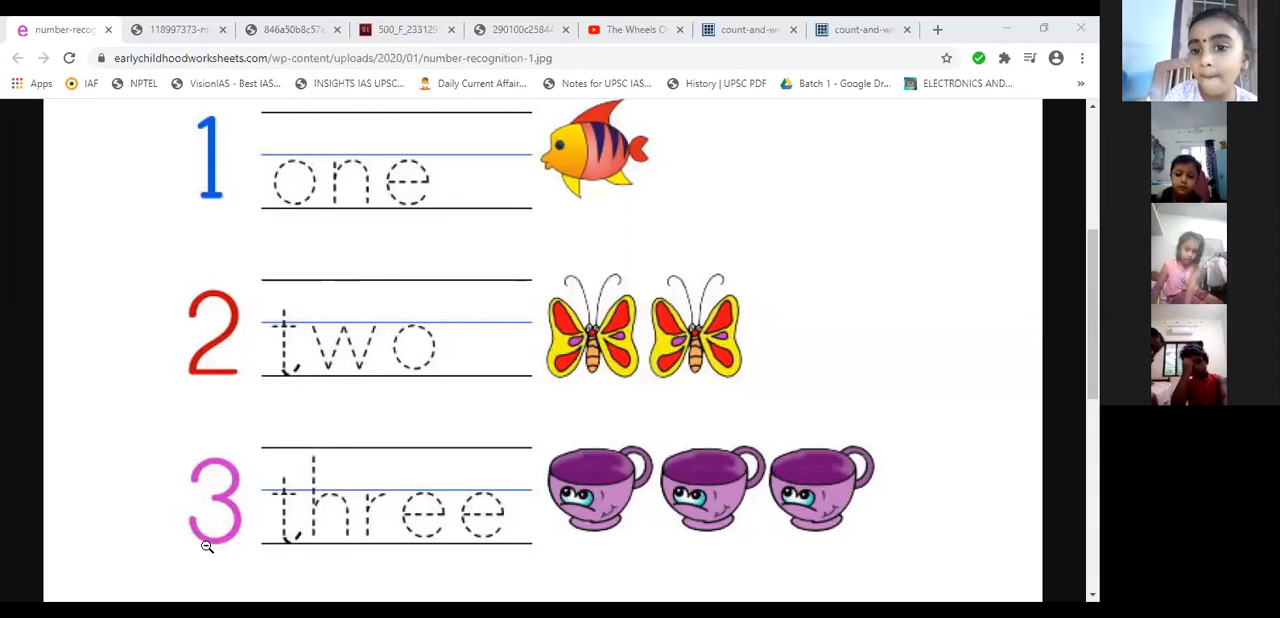 number-recog
118997373-m
846a50b8c57e
500_F_233129
290100c25844
The Wheels O
count-and-w
count-and-w
earlychildhoodworksheets.com/wp-content/uploads/2020/01/number-recognition-1.jpg
Apps
IAF
NPTEL
VisionIAS - Best IAS...
INSIGHTS IAS UPSC...
Daily Current Affair...
Notes for UPSC IAS...
History | UPSC PDF
Batch 1 - Google Dr...
ELECTRONICS AND...
»
1 one
2 two
3 three